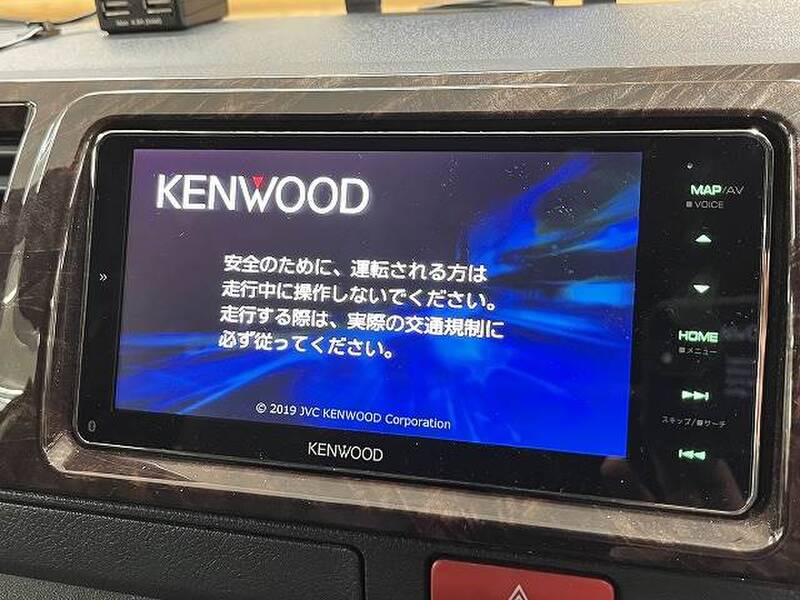 KENWOOD
安全のために、運転される方は
走行中に操作しないでください。
走行する際は、実際の交通規制に
必ず従ってください。
© 2019 JVC KENWOOD Corporation
KENWOOD
MAP/AV
VOICE
HOME
メニュー
スキップ/サーチ